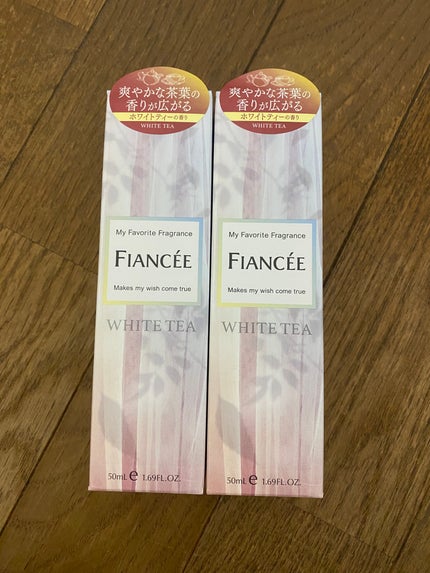 爽やかな茶葉の
香りが広がる
ホワイトティーの香り
WHITE TEA
My Favorite Fragrance
FIANCÉE
Makes my wish come true
WHITE TEA
50mL e 1.69FL.OZ.
爽やかな茶葉の
香りが広がる
ホワイトティーの香り
WHITE TEA
My Favorite Fragrance
FIANCÉE
Makes my wish come true
WHITE TEA
50mL e 1.69FL.OZ.